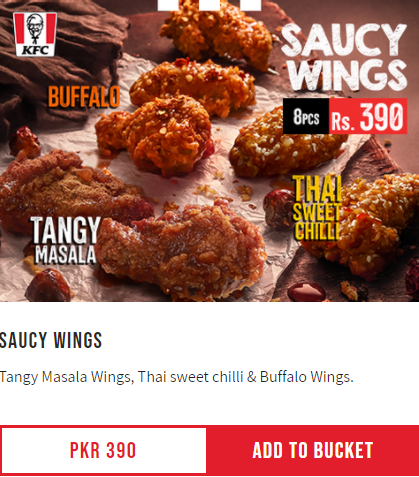 KFC
SAUCY
WINGS
8PCS Rs. 390
BUFFALO
THAI
SWEET
CHILLI
TANGY
MASALA
SAUCY WINGS
Tangy Masala Wings, Thai sweet chilli & Buffalo Wings.
PKR 390
ADD TO BUCKET